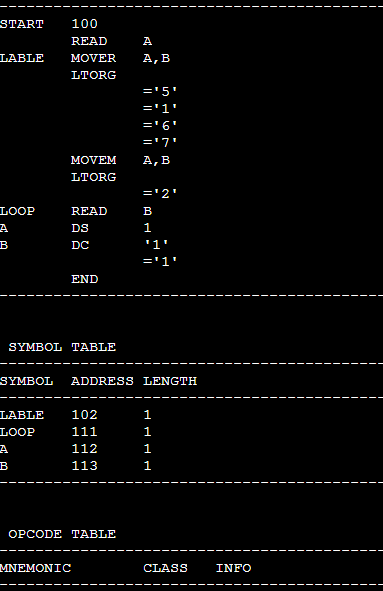 START 100
READ A
LABLE MOVER A,B
LTORG
='5'
='1'
='6'
='7'
MOVEM A,B
LTORG
='2'
LOOP READ B
A DS 1
B DC '1'
='1'
END
SYMBOL TABLE
SYMBOL ADDRESS LENGTH
LABLE 102 1
LOOP 111 1
A 112 1
B 113 1
OPCODE TABLE
MNEMONIC CLASS INFO